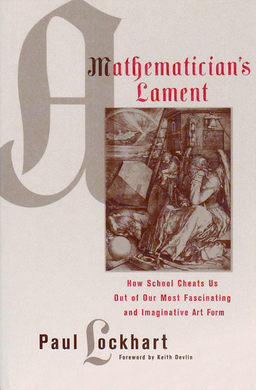 A Mathematician's
Lament
How School Cheats Us
Out of Our Most Fascinating
and Imaginative Art Form
Paul Lockhart
Foreword by Keith Devlin